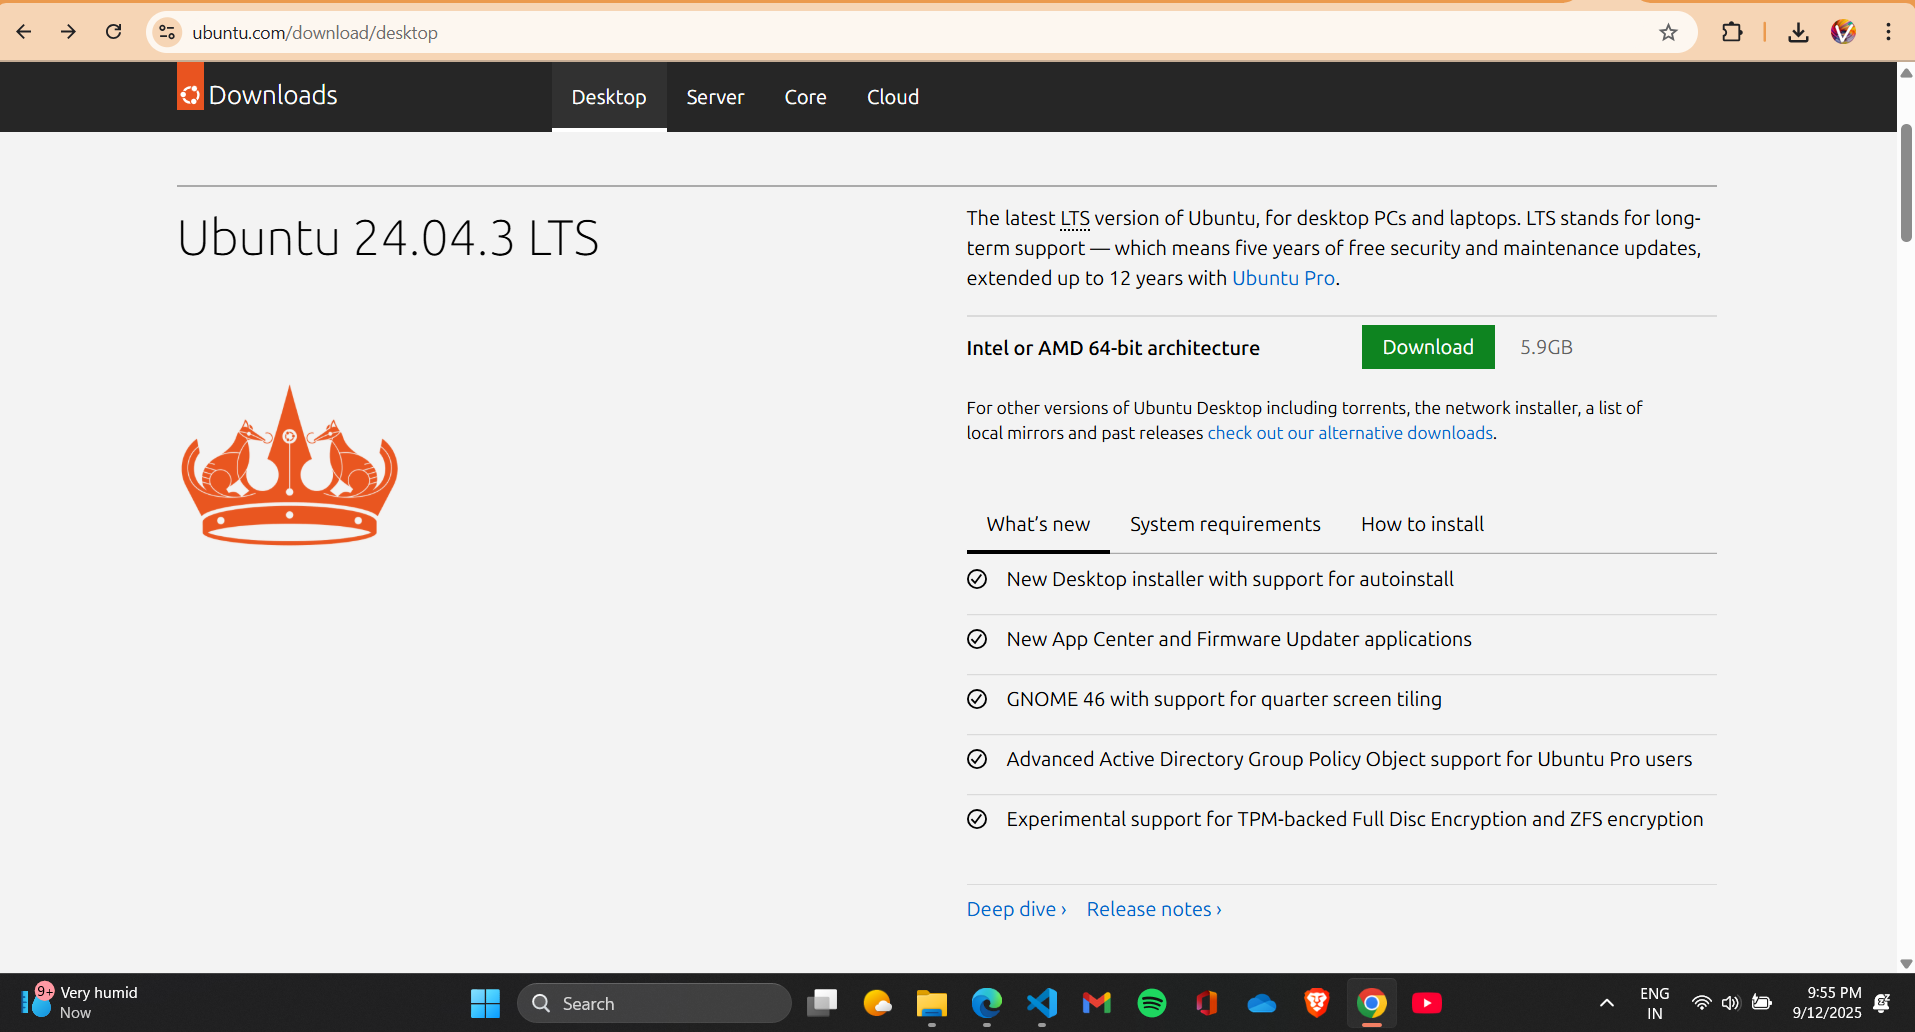 ubuntu.com/download/desktop
Downloads
Desktop
Server
Core
Cloud
Ubuntu 24.04.3 LTS
The latest LTS version of Ubuntu, for desktop PCs and laptops. LTS stands for long-
term support — which means five years of free security and maintenance updates,
extended up to 12 years with Ubuntu Pro.
Intel or AMD 64-bit architecture
Download
5.9GB
For other versions of Ubuntu Desktop including torrents, the network installer, a list of
local mirrors and past releases check out our alternative downloads.
What’s new
System requirements
How to install
New Desktop installer with support for autoinstall
New App Center and Firmware Updater applications
GNOME 46 with support for quarter screen tiling
Advanced Active Directory Group Policy Object support for Ubuntu Pro users
Experimental support for TPM-backed Full Disc Encryption and ZFS encryption
Deep dive ›
Release notes ›
9+
Very humid
Now
Search
ENG
IN
9:55 PM
9/12/2025